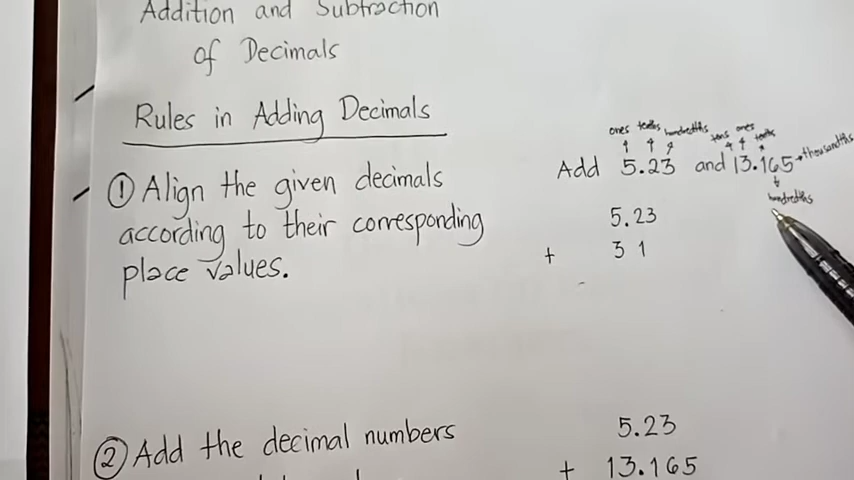 Addition and Subtraction
of Decimals
Rules in Adding Decimals
① Align the given decimals
according to their corresponding
place values.
ones tenths hundredths tens ones tenths
Add 5.23 and 13.165 → thousandths
hundredths
5.23
+ 3 1
② Add the decimal numbers
5.23
+ 13.165